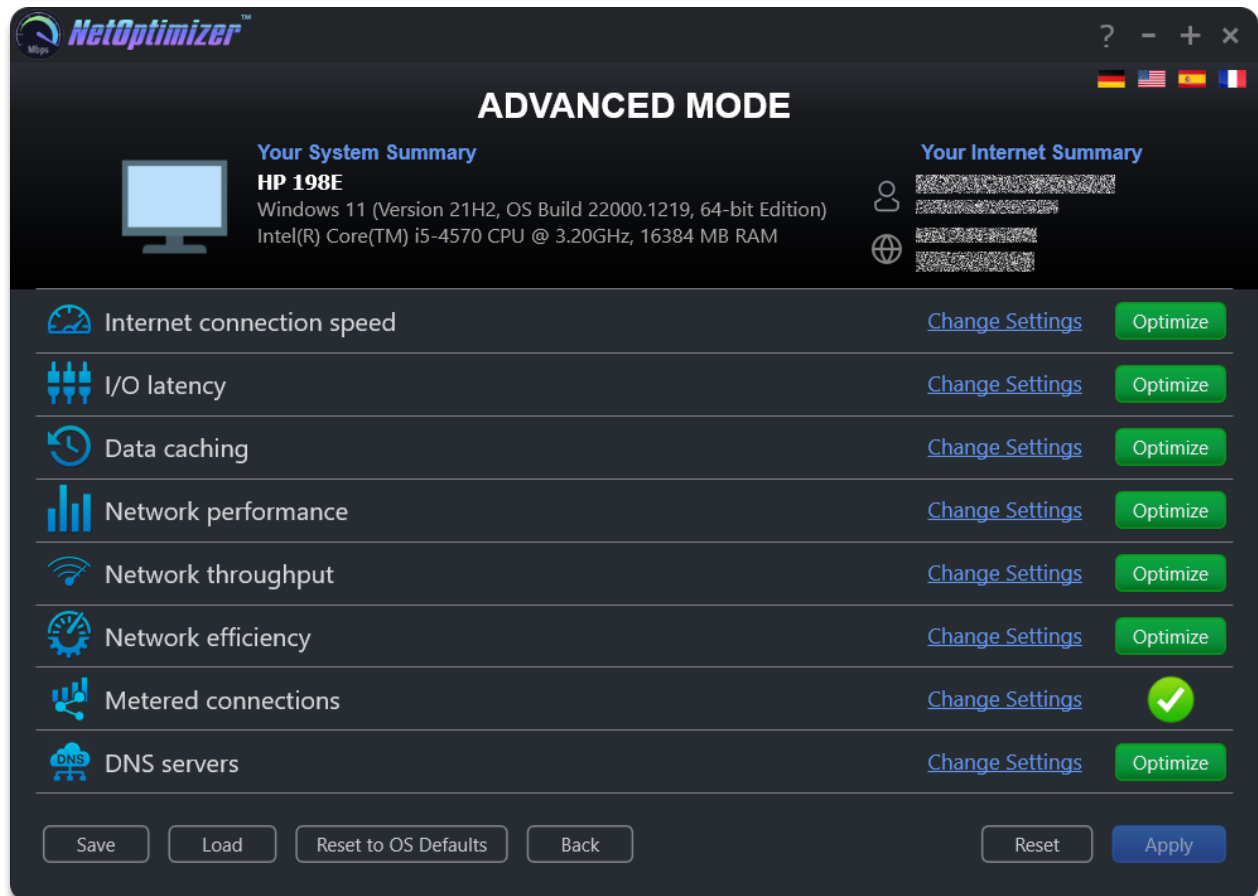 Mbps NetOptimizer™
? - + ×
ADVANCED MODE
Your System Summary
HP 198E
Windows 11 (Version 21H2, OS Build 22000.1219, 64-bit Edition)
Intel(R) Core(TM) i5-4570 CPU @ 3.20GHz, 16384 MB RAM
Your Internet Summary
Internet connection speed Change Settings Optimize
I/O latency Change Settings Optimize
Data caching Change Settings Optimize
Network performance Change Settings Optimize
Network throughput Change Settings Optimize
Network efficiency Change Settings Optimize
Metered connections Change Settings
DNS DNS servers Change Settings Optimize
Save Load Reset to OS Defaults Back Reset Apply